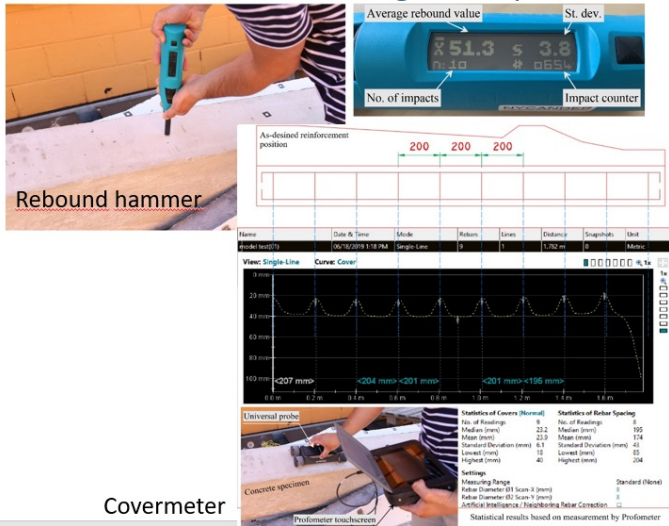 Average rebound value
St. dev.
X 51.3 S 3.8
n:10 # 0654
No. of impacts
Impact counter
Rebound hammer
As-desined reinforcement
position
200 200 200
Name Date & Time Mode Rebars Lines Distance Snapshots Unit
model test(01) 06/18/2019 1:18 PM Single-Line 9 1 1.782 m 0 Metric
View: Single-Line Curve: Cover
1x
1x
0 mm
20 mm
40 mm
60 mm
80 mm
100 mm
<207 mm> <204 mm> <201 mm> <201 mm> <195 mm>
0.0 m 0.2 m 0.4 m 0.6 m 0.8 m 1.0 m 1.2 m 1.4 m 1.6 m
Universal probe
Concrete specimen
Profometer touchscreen
Covermeter
Statistics of Covers [Normal]
No. of Readings 9
Median (mm) 23.2
Mean (mm) 23.9
Standard Deviation (mm) 6.1
Lowest (mm) 18
Highest (mm) 40
Statistics of Rebar Spacing
No. of Readings 8
Median (mm) 195
Mean (mm) 174
Standard Deviation (mm) 43
Lowest (mm) 85
Highest (mm) 204
Settings
Measuring Range Standard (None)
Rebar Diameter Ø1 Scan-X (mm) 8
Rebar Diameter Ø2 Scan-Y (mm) 8
Artificial Intelligence / Neighboring Rebar Correction
Statistical results based on measurement by Profometer